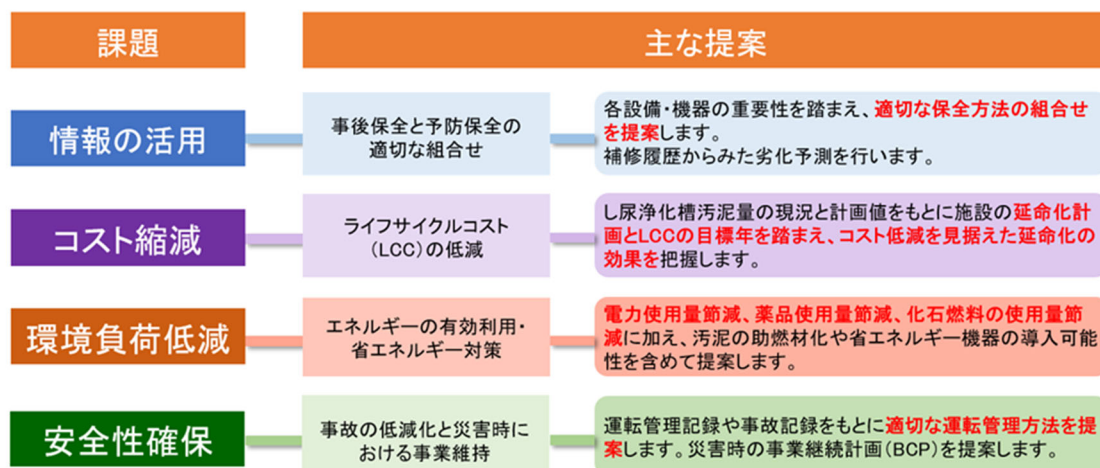 課題
主な提案
情報の活用
事後保全と予防保全の
適切な組合せ
各設備・機器の重要性を踏まえ、適切な保全方法の組合せ
を提案します。
補修履歴からみた劣化予測を行います。
コスト縮減
ライフサイクルコスト
(LCC)の低減
し尿浄化槽汚泥量の現況と計画値をもとに施設の延命化計
画とLCCの目標年を踏まえ、コスト低減を見据えた延命化の
効果を把握します。
環境負荷低減
エネルギーの有効利用・
省エネルギー対策
電力使用量節減、薬品使用量節減、化石燃料の使用量節
減に加え、汚泥の助燃材化や省エネルギー機器の導入可能
性を含めて提案します。
安全性確保
事故の低減化と災害時に
おける事業維持
運転管理記録や事故記録をもとに適切な運転管理方法を提
案します。災害時の事業継続計画(BCP)を提案します。